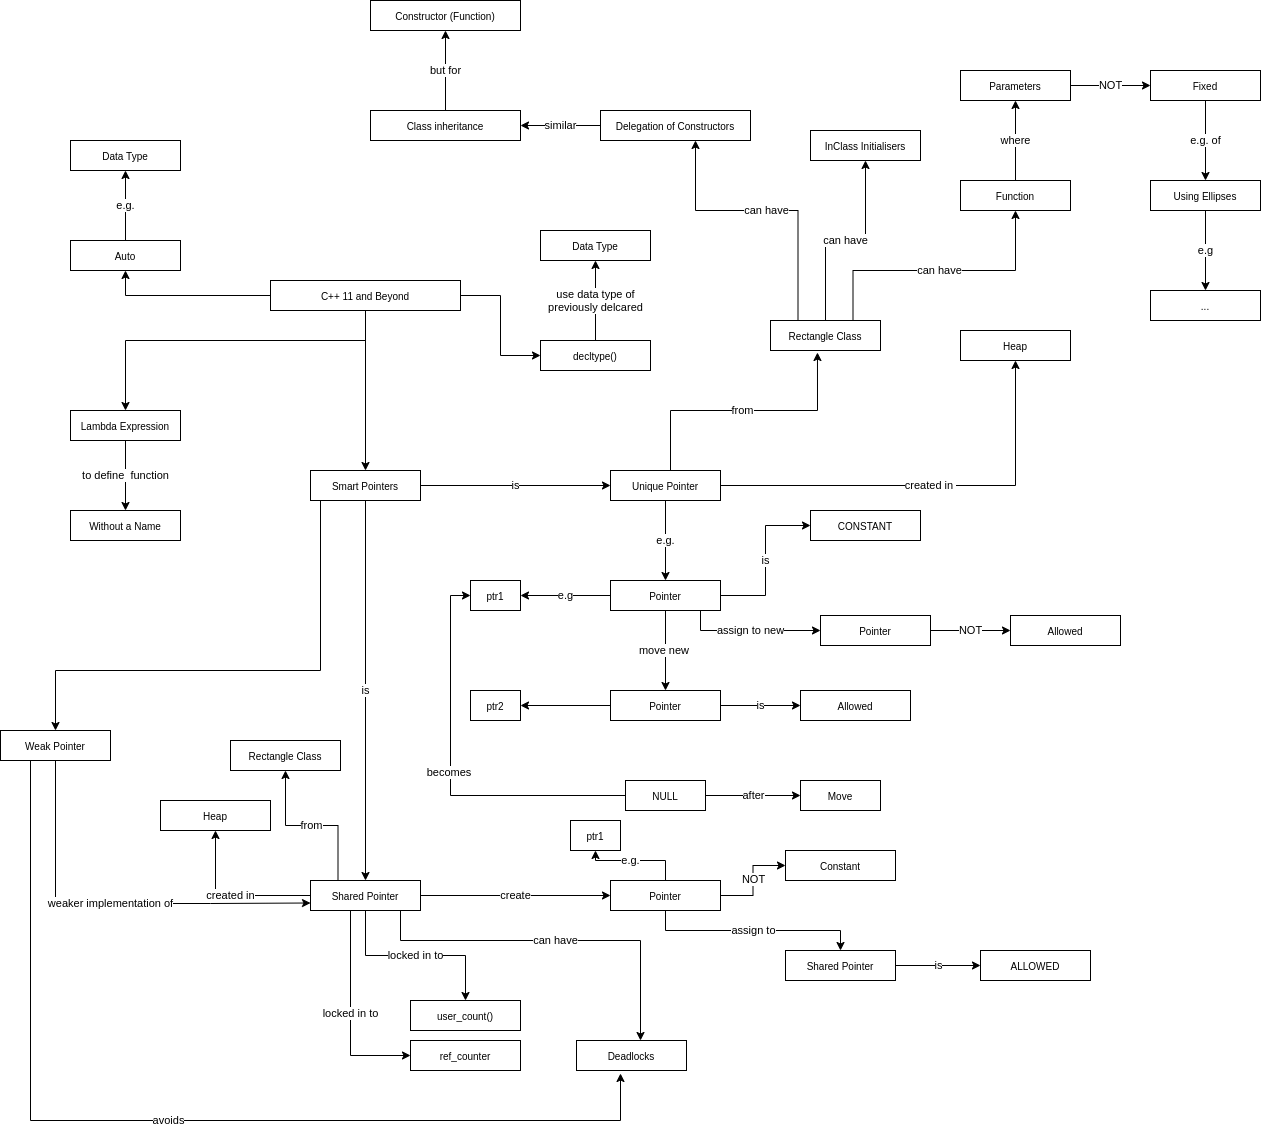 Constructor (Function)
but for
Parameters
NOT
Fixed
Class inheritance
similar
Delegation of Constructors
InClass Initialisers
where
e.g. of
Data Type
e.g.
Function
Using Ellipses
can have
Auto
Data Type
can have
can have
e.g
C++ 11 and Beyond
use data type of
previously delcared
...
Rectangle Class
Heap
decltype()
from
Lambda Expression
to define  function
Smart Pointers
is
Unique Pointer
created in
Without a Name
e.g.
CONSTANT
is
ptr1
e.g
Pointer
assign to new
Pointer
NOT
Allowed
move new
is
ptr2
Pointer
is
Allowed
Weak Pointer
Rectangle Class
becomes
NULL
after
Move
Heap
from
ptr1
e.g.
Constant
NOT
created in
Shared Pointer
create
Pointer
weaker implementation of
assign to
can have
locked in to
Shared Pointer
is
ALLOWED
locked in to
user_count()
ref_counter
Deadlocks
avoids